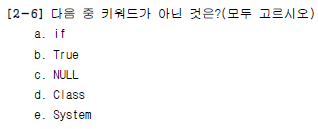 [2-6] 다음 중 키워드가 아닌 것은?(모두 고르시오)
a. if
b. True
c. NULL
d. Class
e. System